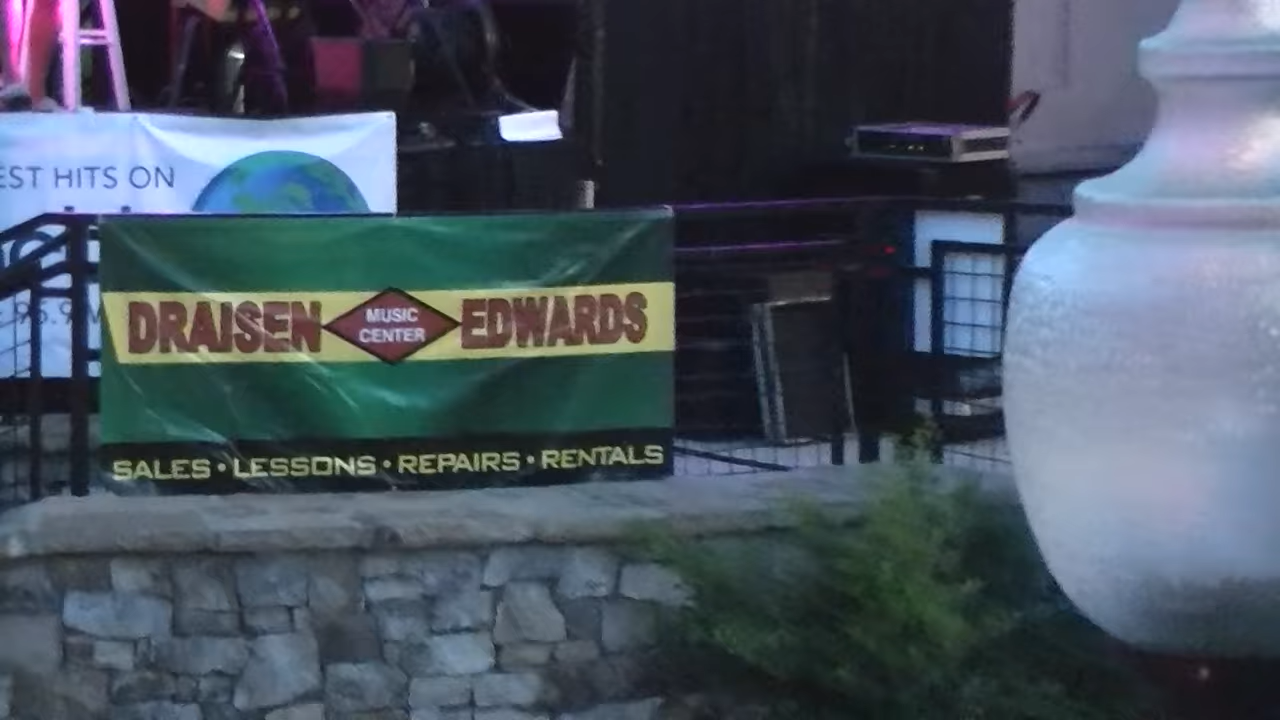 EST HITS ON
DRAISEN MUSIC CENTER EDWARDS
SALES • LESSONS • REPAIRS • RENTALS